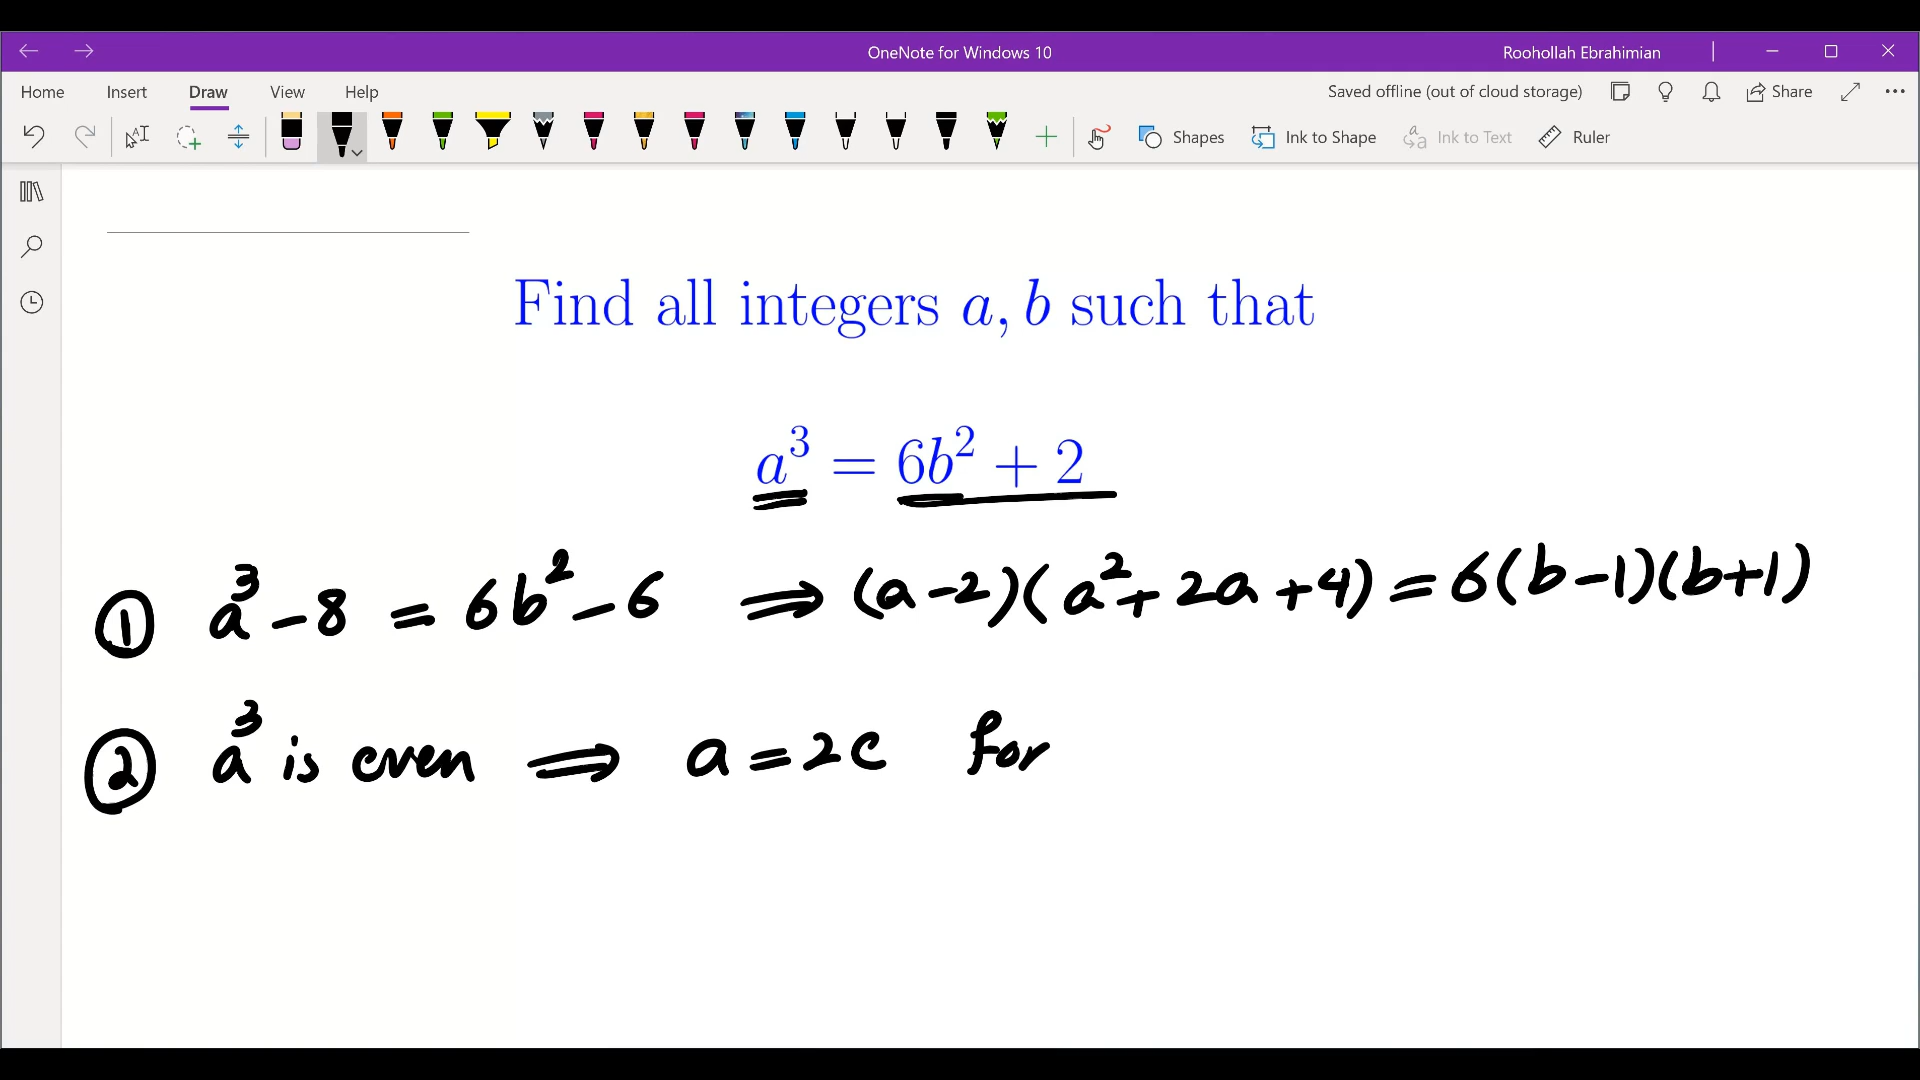 OneNote for Windows 10
Roohollah Ebrahimian
Home Insert Draw View Help
Saved offline (out of cloud storage) Share
Shapes Ink to Shape Ink to Text Ruler
Find all integers a, b such that
a³ = 6b² + 2
① a³ - 8 = 6b² - 6 ⟹ (a-2)(a² + 2a + 4) = 6(b-1)(b+1)
② a³ is even ⟹ a = 2c for